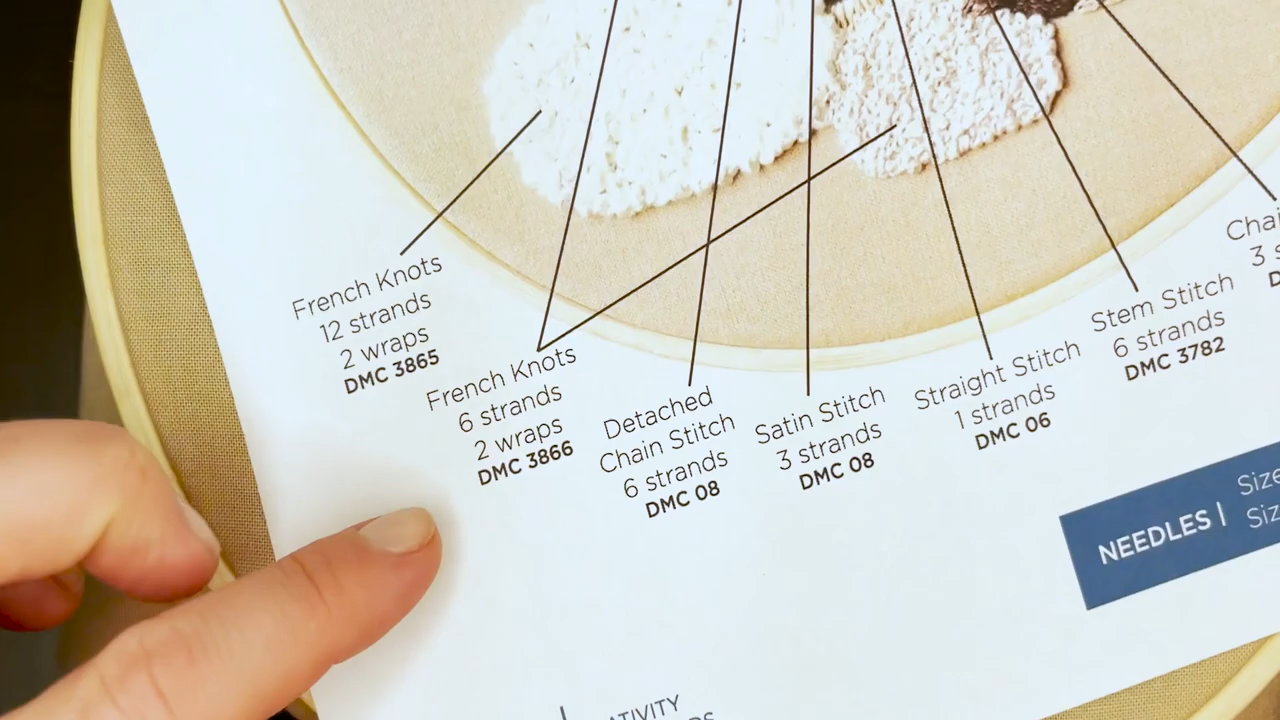 French Knots
12 strands
2 wraps
DMC 3865
French Knots
6 strands
2 wraps
DMC 3866
Detached
Chain Stitch
6 strands
DMC 08
Satin Stitch
3 strands
DMC 08
Straight Stitch
1 strands
DMC 06
Stem Stitch
6 strands
DMC 3782
3
NEEDLES |
Size